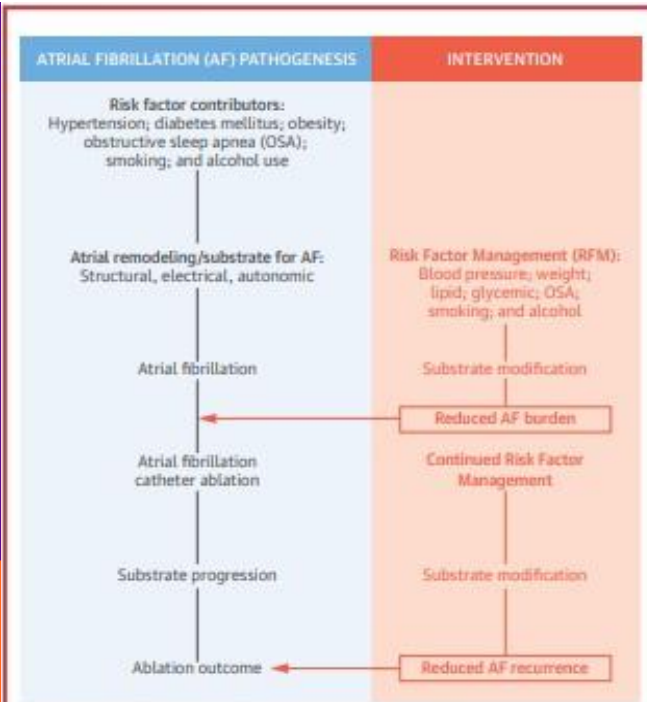 ATRIAL FIBRILLATION (AF) PATHOGENESIS
INTERVENTION
Risk factor contributors:
Hypertension; diabetes mellitus; obesity;
obstructive sleep apnea (OSA);
smoking; and alcohol use
Atrial remodeling/substrate for AF:
Structural, electrical, autonomic
Risk Factor Management (RFM):
Blood pressure; weight;
lipid; glycemic; OSA;
smoking; and alcohol
Atrial fibrillation
Substrate modification
Reduced AF burden
Atrial fibrillation
catheter ablation
Continued Risk Factor
Management
Substrate progression
Substrate modification
Ablation outcome
Reduced AF recurrence